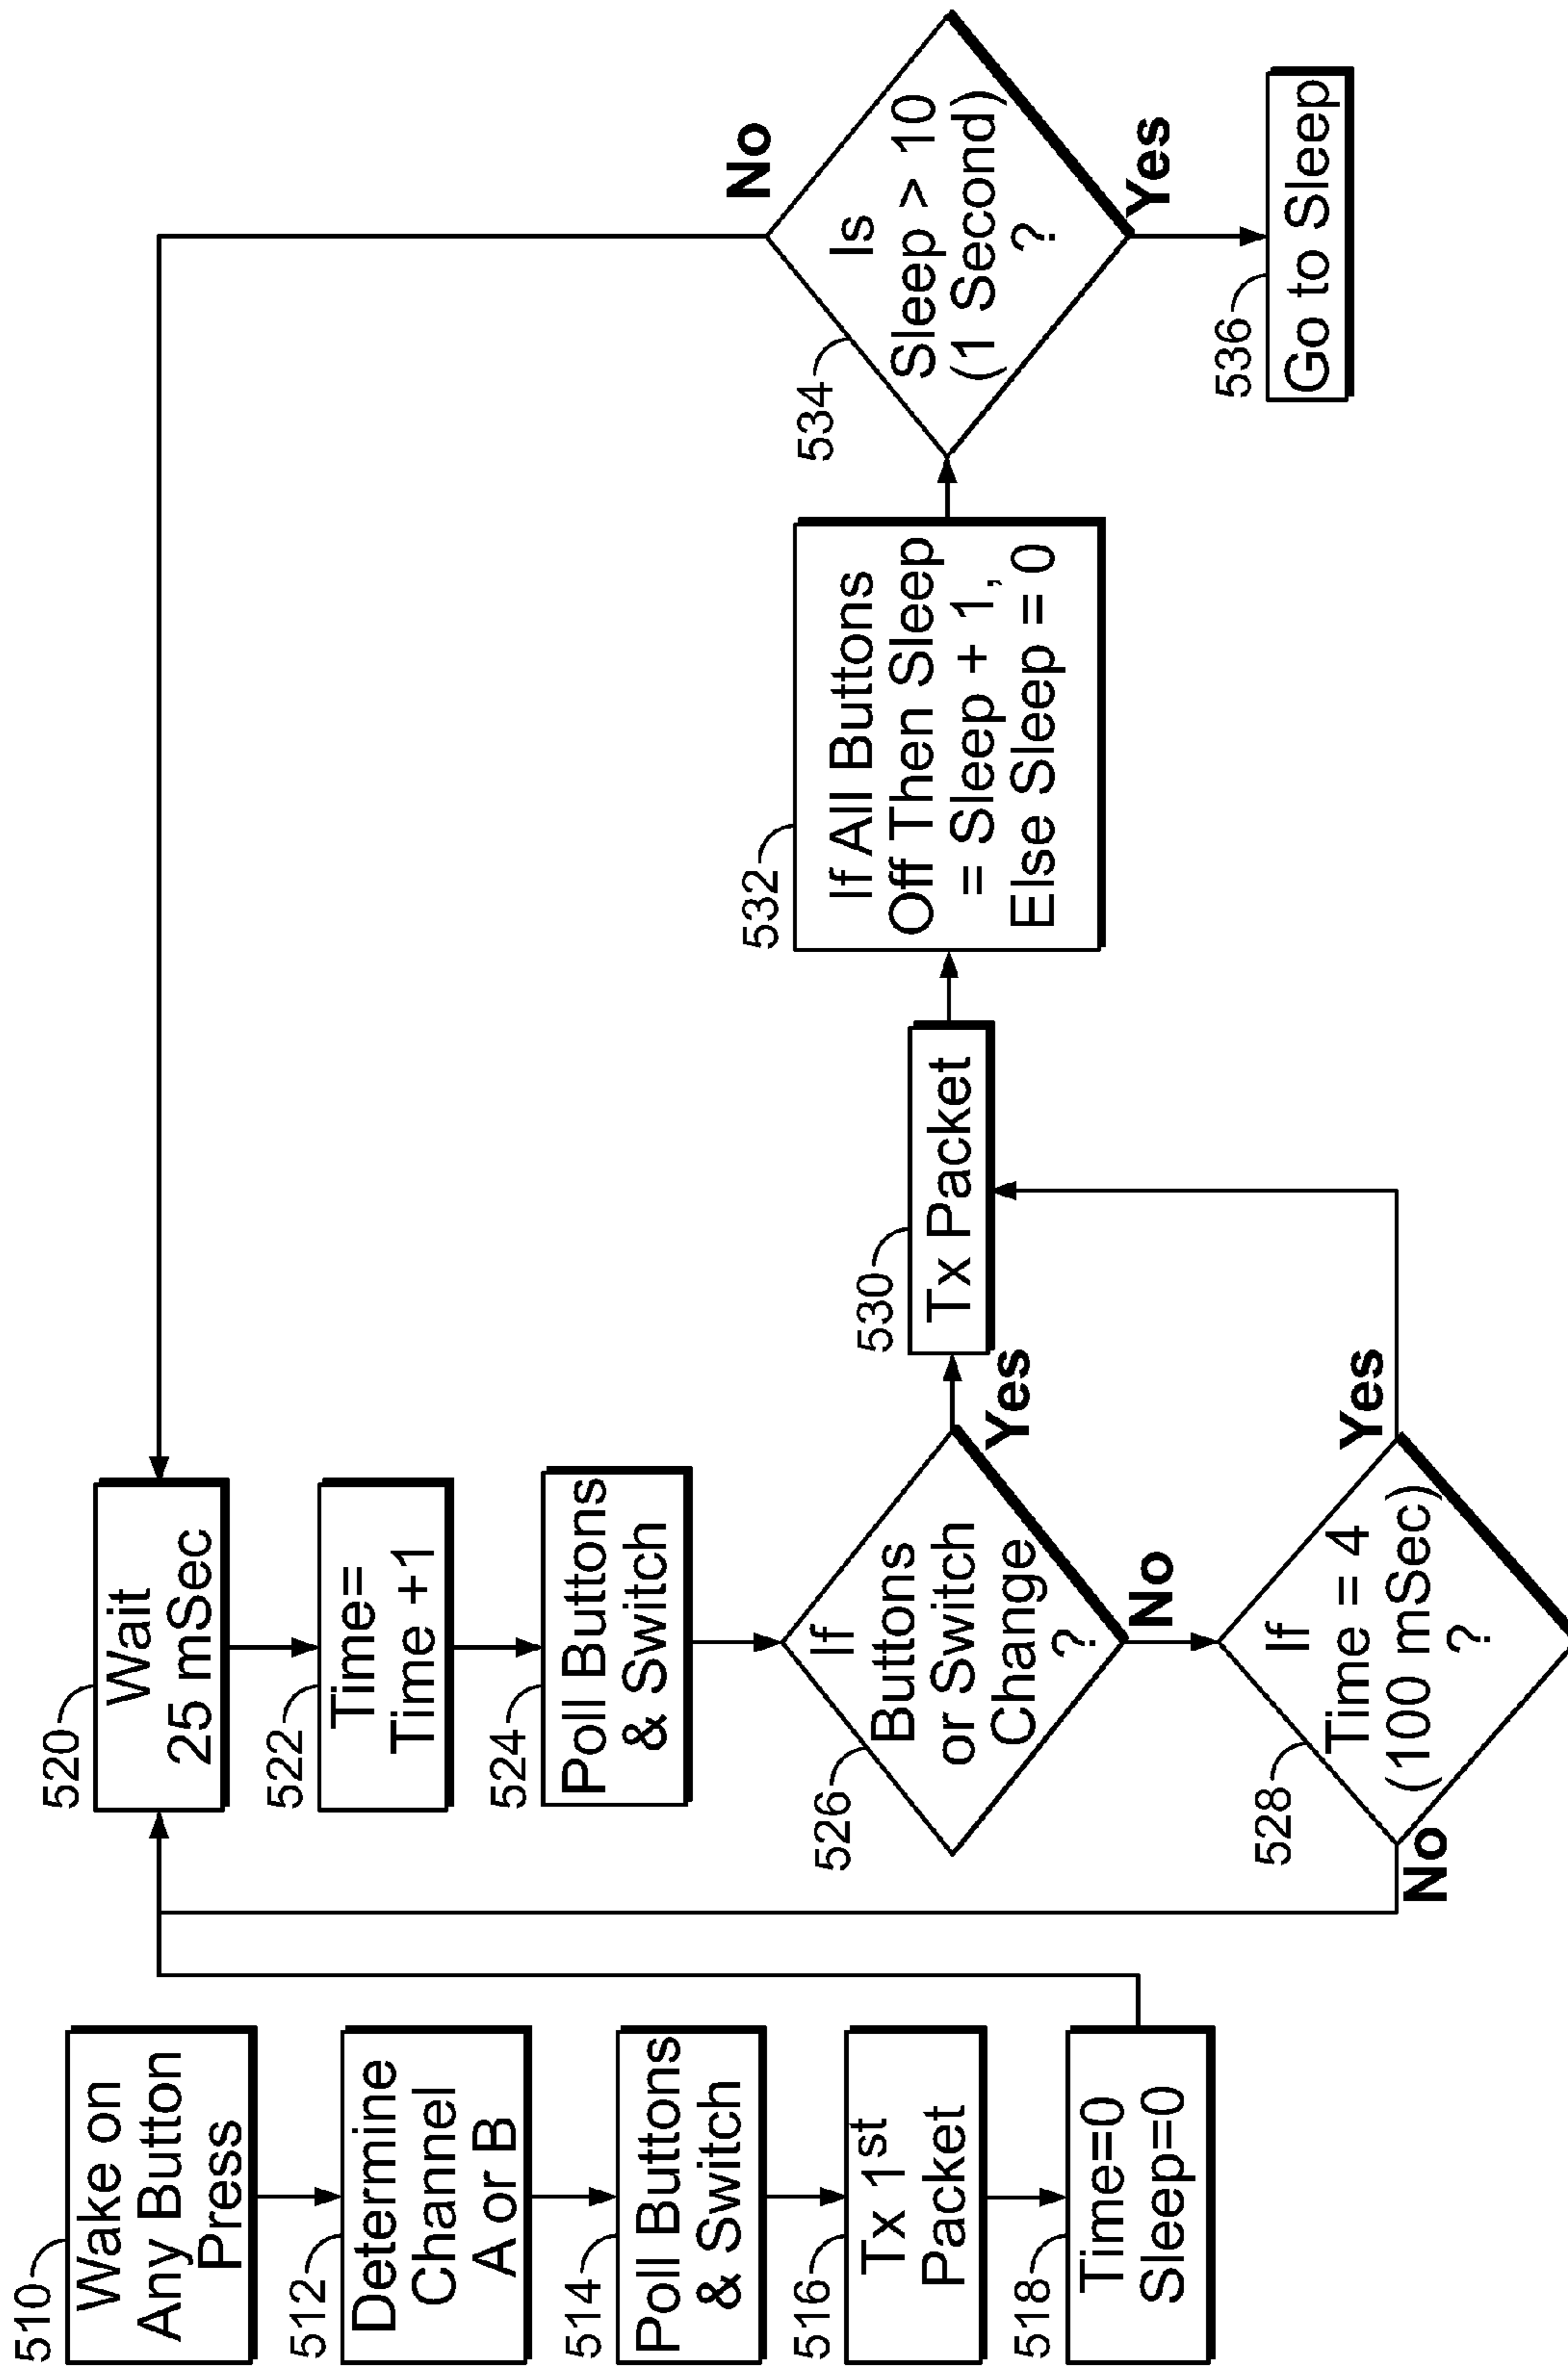 510
Wake on
Any Button
Press
512
Determine
Channel
A or B
514
Poll Buttons
& Switch
516
Tx 1st
Packet
518
Time=0
Sleep=0
520
Wait
25 mSec
522
Time=
Time +1
524
Poll Buttons
& Switch
526
If
Buttons
or Switch
Change
?
Yes
No
528
If
Time = 4
(100 mSec)
?
Yes
No
530
Tx Packet
532
If All Buttons
Off Then Sleep
= Sleep + 1,
Else Sleep = 0
534
Is
Sleep > 10
(1 Second)
?
No
Yes
536
Go to Sleep